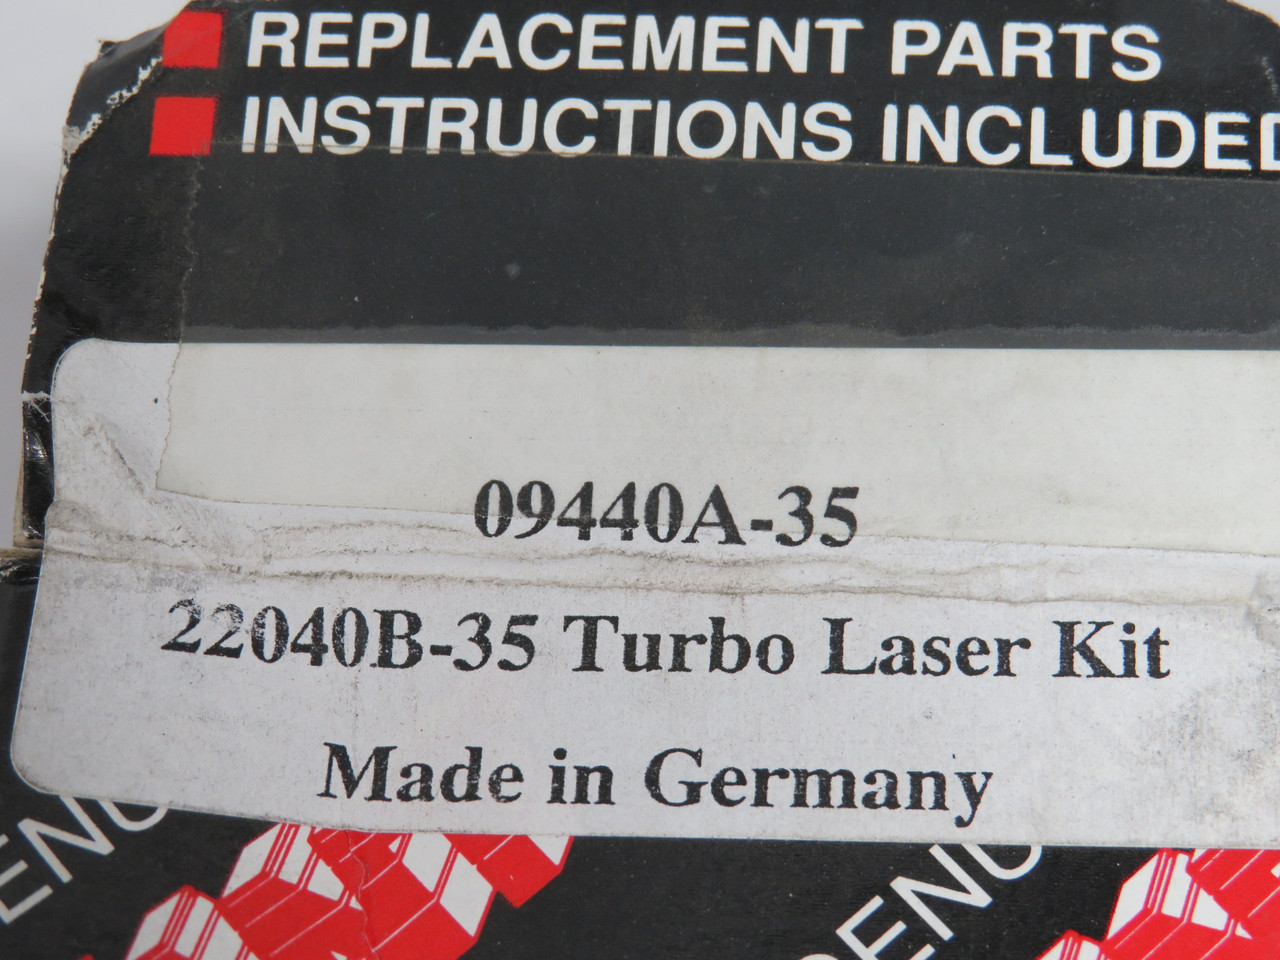 REPLACEMENT PARTS
INSTRUCTIONS INCLUDED
09440A-35
22040B-35 Turbo Laser Kit
Made in Germany